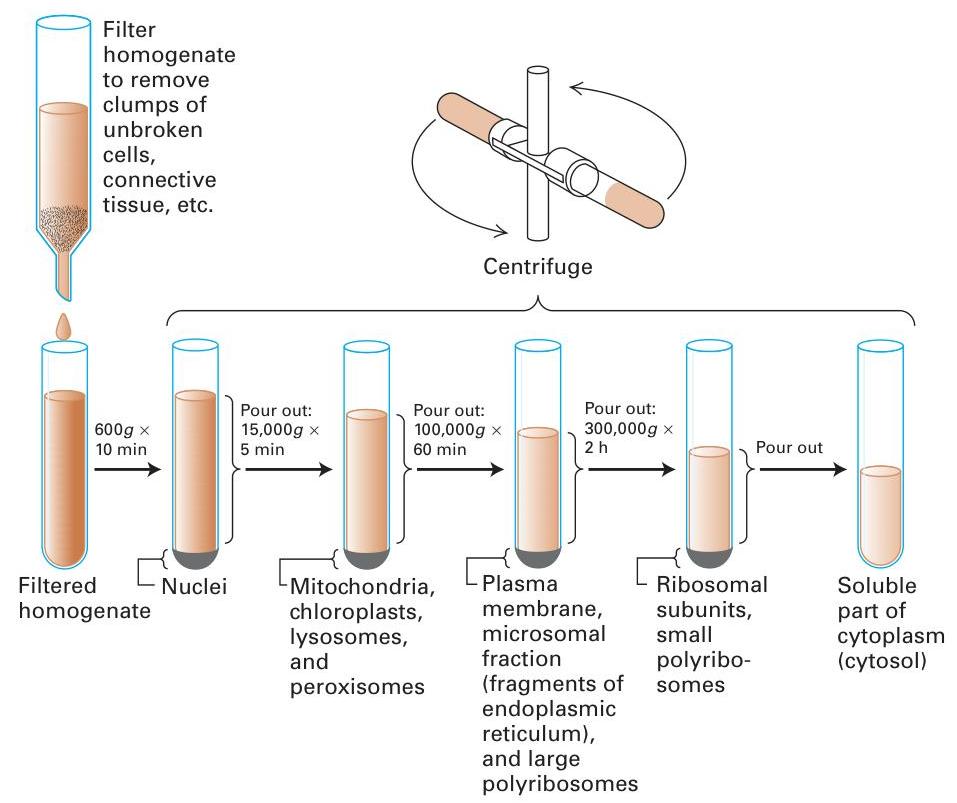 Filter
homogenate
to remove
clumps of
unbroken
cells,
connective
tissue, etc.
Centrifuge
600g ×
10 min
Pour out:
15,000g ×
5 min
Pour out:
100,000g ×
60 min
Pour out:
300,000g ×
2 h
Pour out
Filtered
homogenate
Nuclei
Mitochondria,
chloroplasts,
lysosomes,
and
peroxisomes
Plasma
membrane,
microsomal
fraction
(fragments of
endoplasmic
reticulum),
and large
polyribosomes
Ribosomal
subunits,
small
polyribo-
somes
Soluble
part of
cytoplasm
(cytosol)